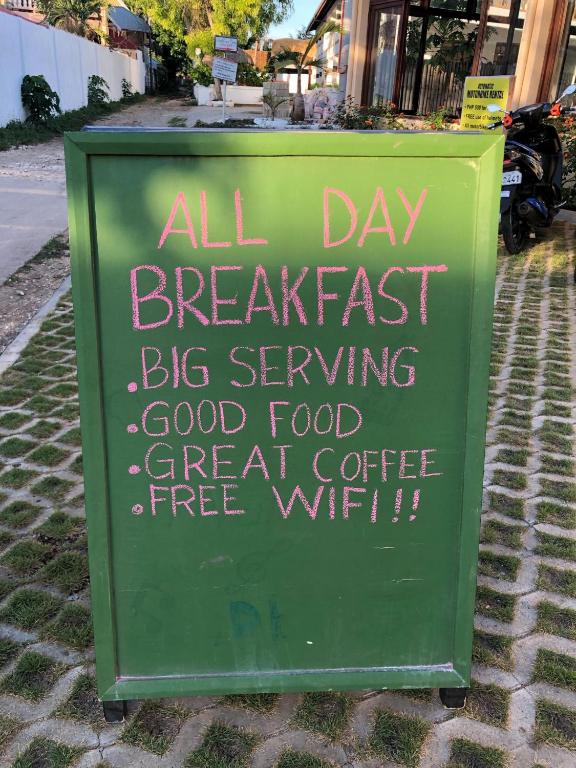 ALL DAY
BREAKFAST
. BIG SERVING
. GOOD FOOD
. GREAT COFFEE
. FREE WIFI!!